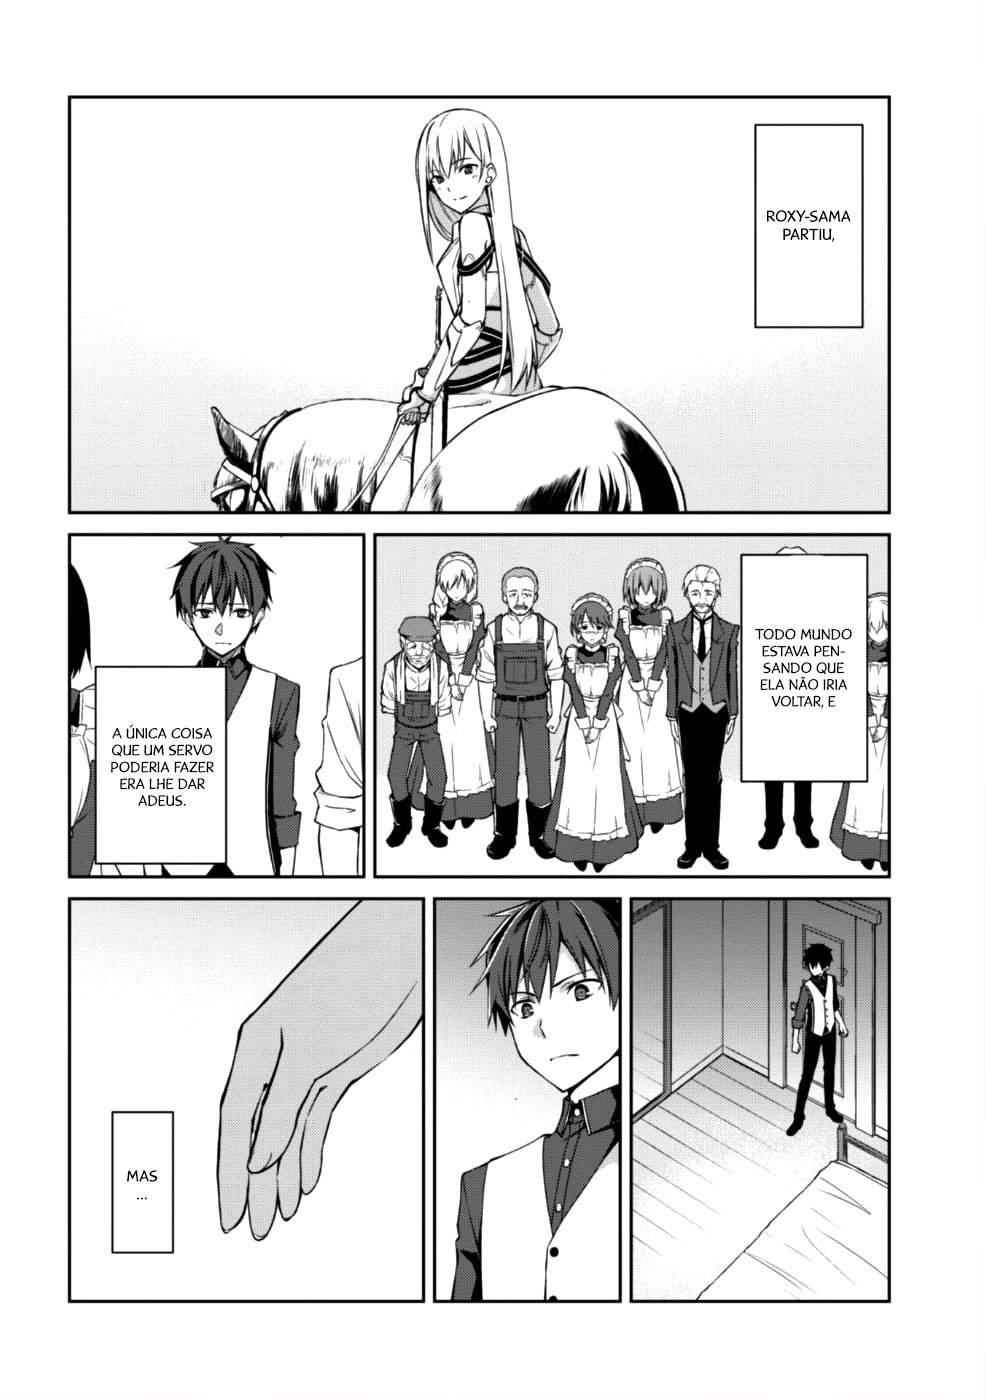 ROXY-SAMA
PARTIU,
TODO MUNDO
ESTAVA PEN-
SANDO QUE
ELA NÃO IRIA
VOLTAR, E
A ÚNICA COISA
QUE UM SERVO
PODERIA FAZER
ERA LHE DAR
ADEUS.
MAS
...